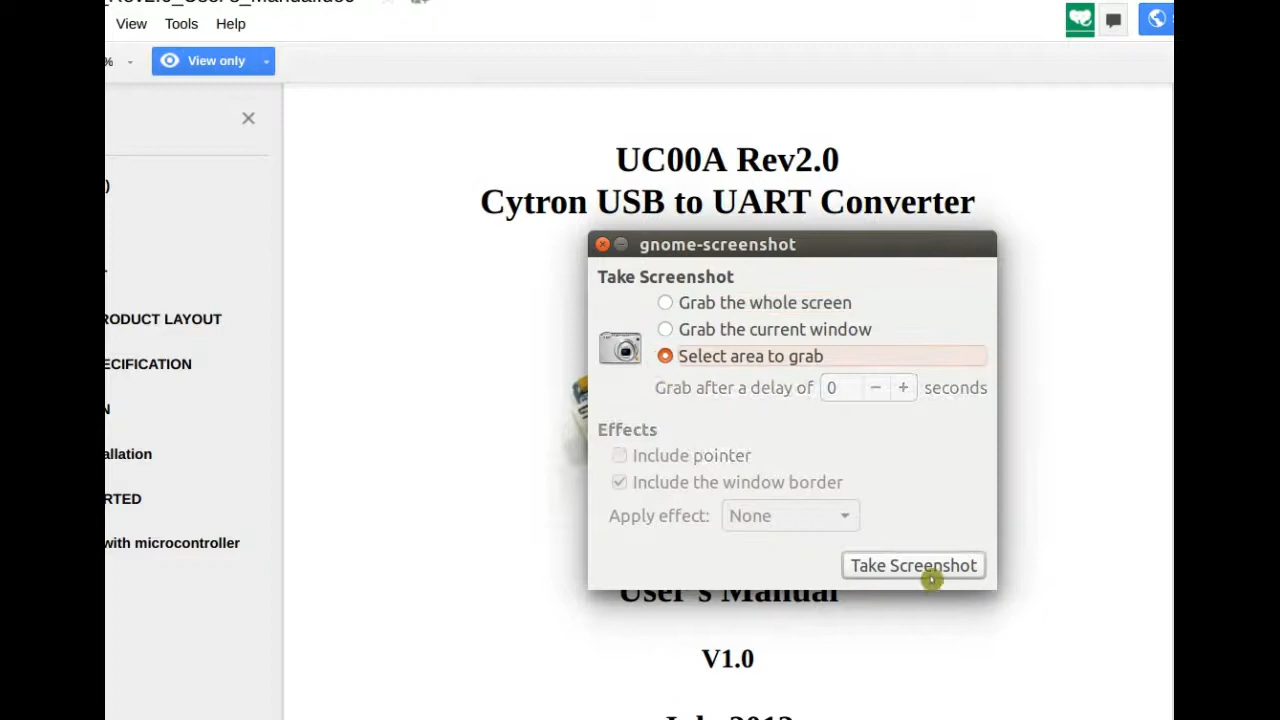 View Tools Help
% View only
UC00A Rev2.0
Cytron USB to UART Converter
)
RODUCT LAYOUT
ECIFICATION
N
allation
RTED
with microcontroller
gnome-screenshot
Take Screenshot
Grab the whole screen
Grab the current window
Select area to grab
Grab after a delay of 0 − + seconds
Effects
Include pointer
Include the window border
Apply effect: None
Take Screenshot
User's Manual
V1.0